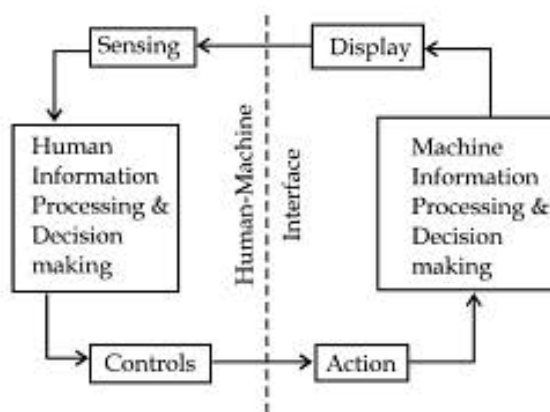 Sensing
Display
Human
Information
Processing &
Decision
making
Human-Machine
Interface
Machine
Information
Processing &
Decision
making
Controls
Action